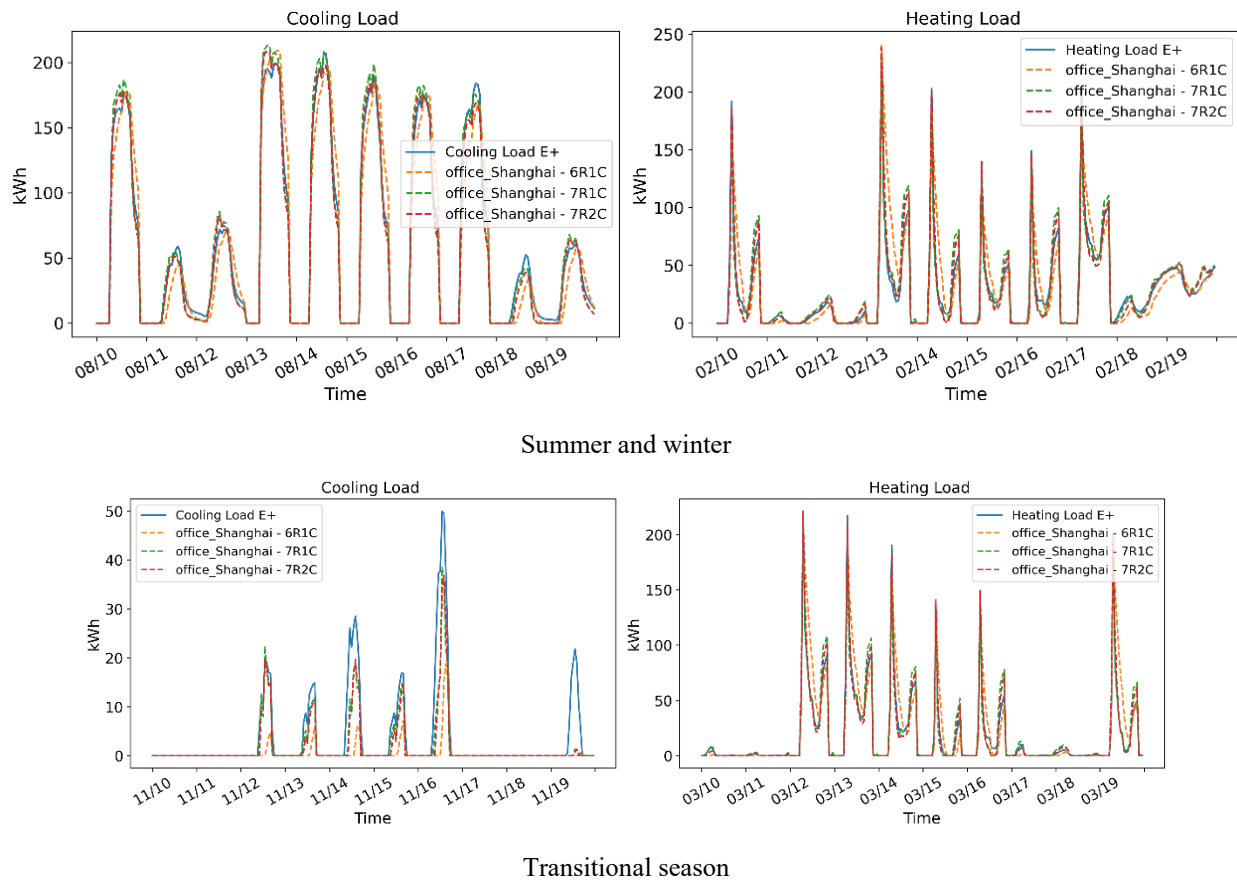 Cooling Load
Heating Load
kWh
200
150
100
50
0
Cooling Load E+
office_Shanghai - 6R1C
office_Shanghai - 7R1C
office_Shanghai - 7R2C
08/10
08/11
08/12
08/13
08/14
08/15
08/16
08/17
08/18
08/19
Time
kWh
250
200
150
100
50
0
Heating Load E+
office_Shanghai - 6R1C
office_Shanghai - 7R1C
office_Shanghai - 7R2C
02/10
02/11
02/12
02/13
02/14
02/15
02/16
02/17
02/18
02/19
Time
Summer and winter
Cooling Load
Heating Load
kWh
50
40
30
20
10
0
Cooling Load E+
office_Shanghai - 6R1C
office_Shanghai - 7R1C
office_Shanghai - 7R2C
11/10
11/11
11/12
11/13
11/14
11/15
11/16
11/17
11/18
11/19
Time
kWh
200
150
100
50
0
Heating Load E+
office_Shanghai - 6R1C
office_Shanghai - 7R1C
office_Shanghai - 7R2C
03/10
03/11
03/12
03/13
03/14
03/15
03/16
03/17
03/18
03/19
Time
Transitional season